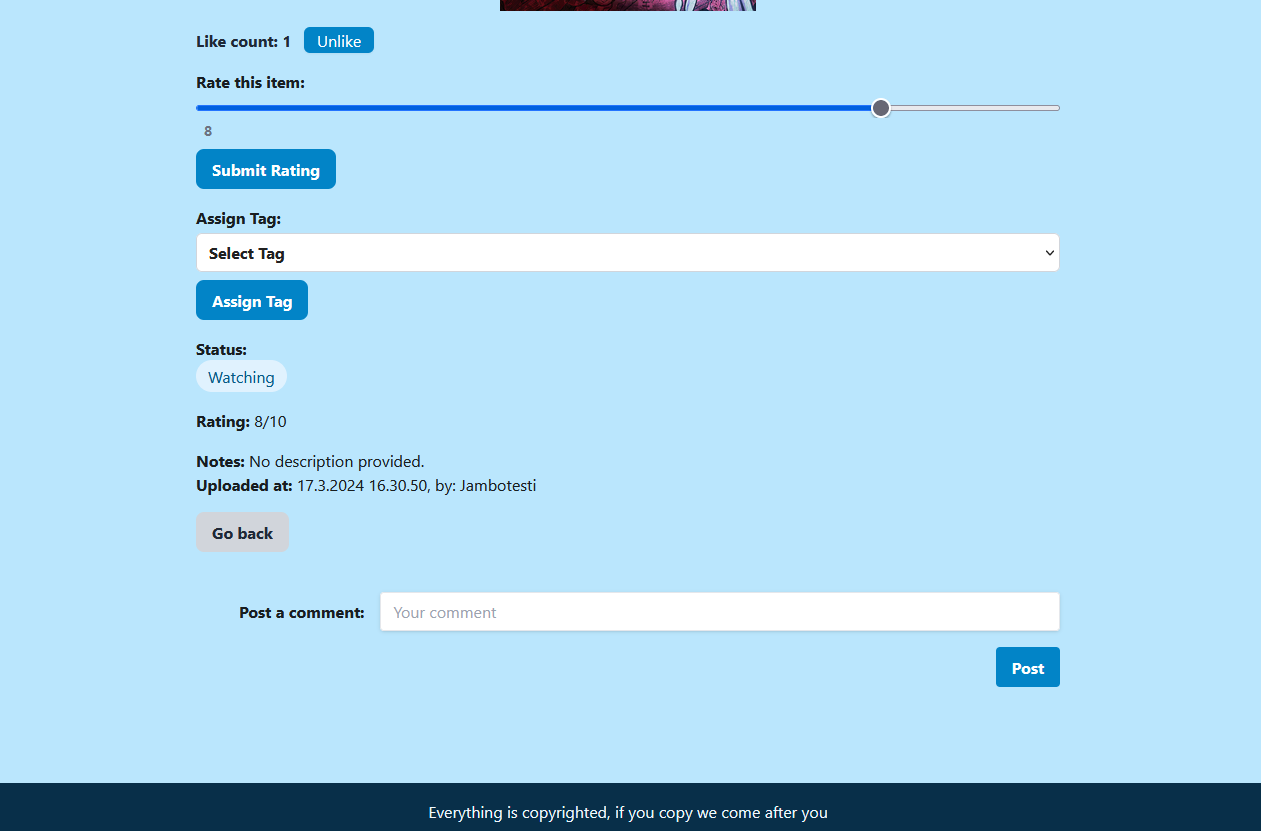 Like count: 1 Unlike
Rate this item:
8
Submit Rating
Assign Tag:
Select Tag
Assign Tag
Status:
Watching
Rating: 8/10
Notes: No description provided.
Uploaded at: 17.3.2024 16.30.50, by: Jambotesti
Go back
Post a comment: Your comment
Post
Everything is copyrighted, if you copy we come after you